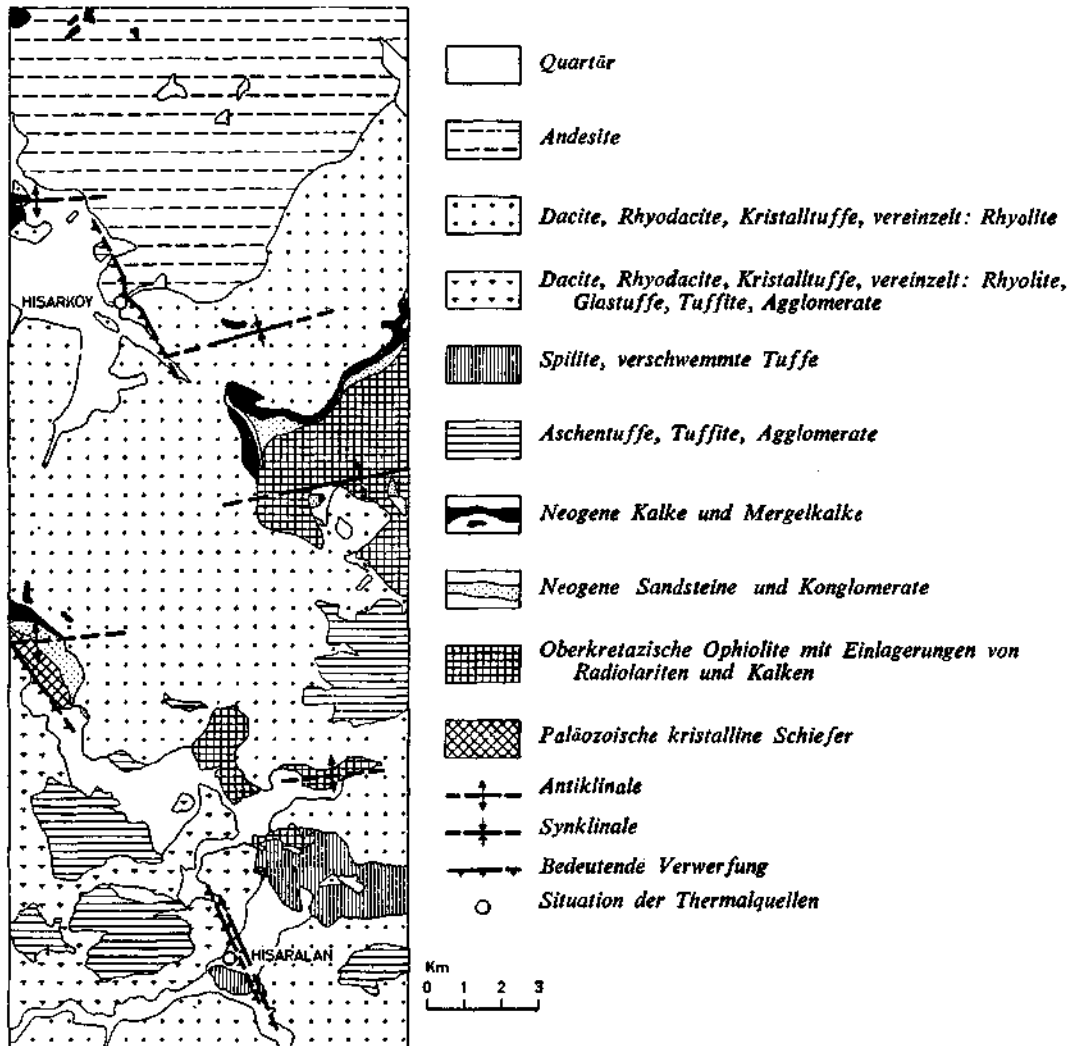 Quartär
Andesite
Dacite, Rhyodacite, Kristalltuffe, vereinzelt: Rhyolite
Dacite, Rhyodacite, Kristalltuffe, vereinzelt: Rhyolite,
Glastuffe, Tuffite, Agglomerate
Spilite, verschwemmte Tuffe
Aschentuffe, Tuffite, Agglomerate
Neogene Kalke und Mergelkalke
Neogene Sandsteine und Konglomerate
Oberkretazische Ophiolite mit Einlagerungen von
Radiolariten und Kalken
Paläozoische kristalline Schiefer
Antiklinale
Synklinale
Bedeutende Verwerfung
Situation der Thermalquellen
HISARKÖY
HISARALAN
Km
0 1 2 3